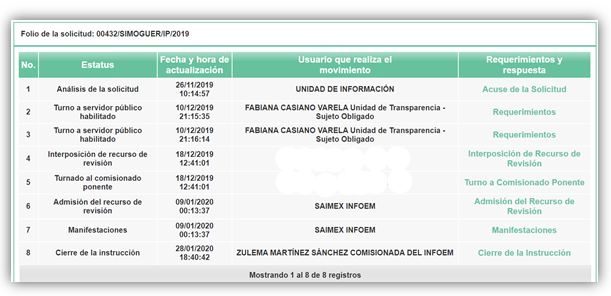 Folio de la solicitud: 00432/SIMOGUER/IP/2019
No. Estatus Fecha y hora de actualización Usuario que realiza el movimiento Requerimientos y respuesta
1 Análisis de la solicitud 26/11/2019 10:14:57 UNIDAD DE INFORMACIÓN Acuse de la Solicitud
2 Turno a servidor público habilitado 10/12/2019 21:15:35 FABIANA CASIANO VARELA Unidad de Transparencia - Sujeto Obligado Requerimientos
3 Turno a servidor público habilitado 10/12/2019 21:16:14 FABIANA CASIANO VARELA Unidad de Transparencia - Sujeto Obligado Requerimientos
4 Interposición de recurso de revisión 18/12/2019 12:41:01 Interposición de Recurso de Revisión
5 Turnado al comisionado ponente 18/12/2019 12:41:01 Turno a Comisionado Ponente
6 Admisión del recurso de revisión 09/01/2020 00:13:37 SAIMEX INFOEM Admisión del Recurso de Revisión
7 Manifestaciones 09/01/2020 00:13:37 SAIMEX INFOEM Manifestaciones
8 Cierre de la instrucción 28/01/2020 18:40:42 ZULEMA MARTÍNEZ SÁNCHEZ COMISIONADA DEL INFOEM Cierre de la Instrucción
Mostrando 1 al 8 de 8 registros